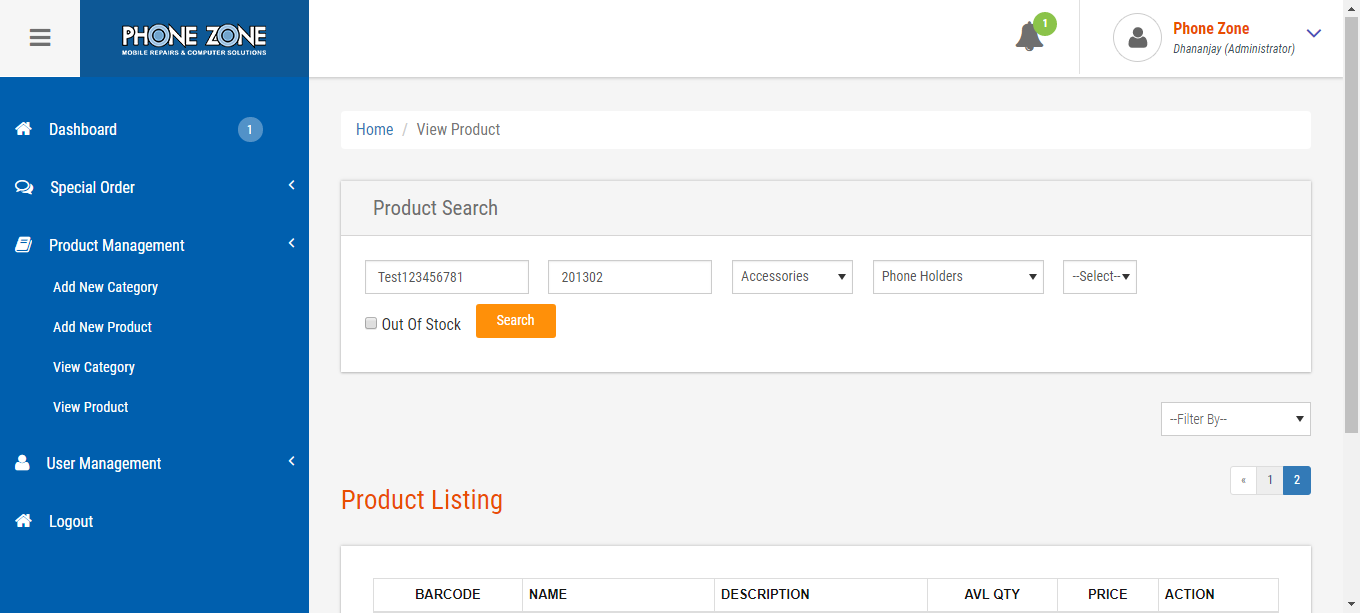 PHONE ZONE
MOBILE REPAIRS & COMPUTER SOLUTIONS
1
Phone Zone
Dhananjay (Administrator)
Dashboard 1
Special Order
Product Management
Add New Category
Add New Product
View Category
View Product
User Management
Logout
Home / View Product
Product Search
Test123456781 201302 Accessories Phone Holders --Select--
Out Of Stock Search
--Filter By--
« 1 2
Product Listing
BARCODE NAME DESCRIPTION AVL QTY PRICE ACTION